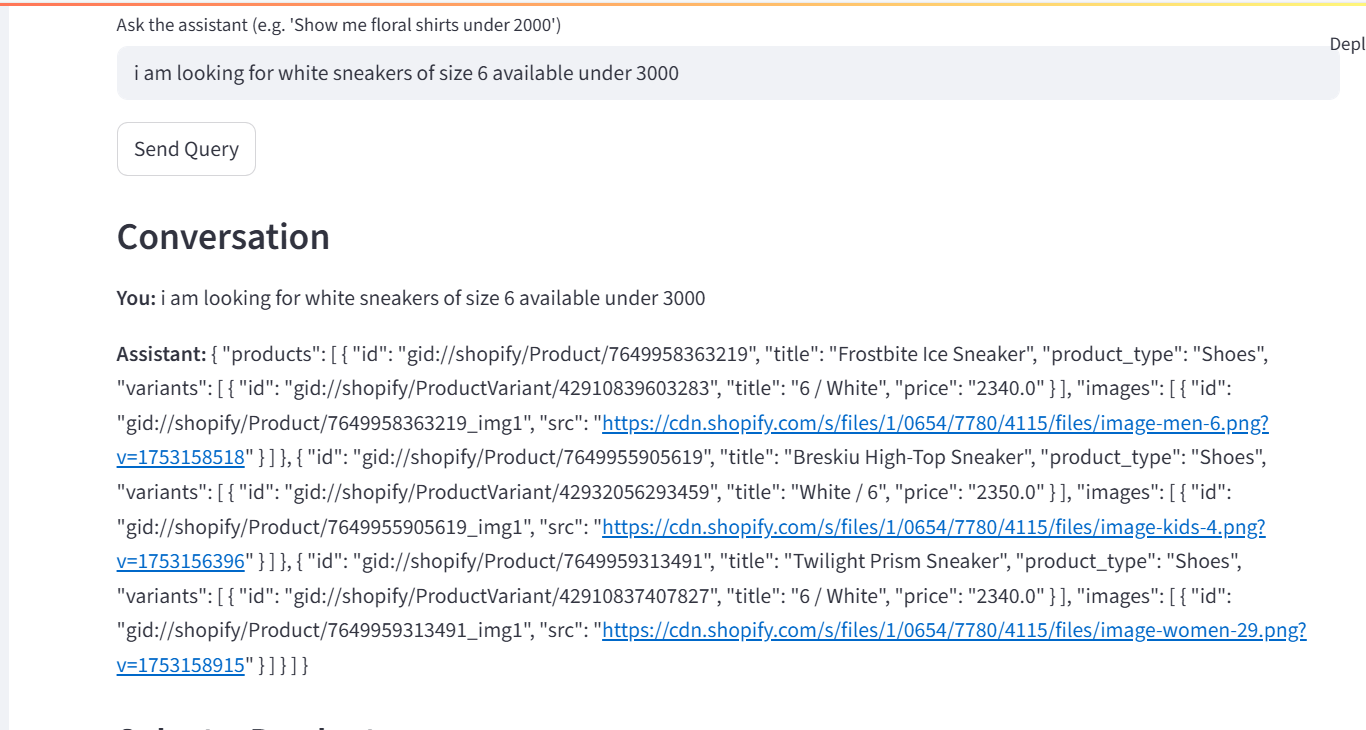 Ask the assistant (e.g. 'Show me floral shirts under 2000')
Depl
i am looking for white sneakers of size 6 available under 3000
Send Query
Conversation
You: i am looking for white sneakers of size 6 available under 3000
Assistant: { "products": [ { "id": "gid://shopify/Product/7649958363219", "title": "Frostbite Ice Sneaker", "product_type": "Shoes",
"variants": [ { "id": "gid://shopify/ProductVariant/42910839603283", "title": "6 / White", "price": "2340.0" } ], "images": [ { "id":
"gid://shopify/Product/7649958363219_img1", "src": "https://cdn.shopify.com/s/files/1/0654/7780/4115/files/image-men-6.png?
v=1753158518" } ] }, { "id": "gid://shopify/Product/7649955905619", "title": "Breskiu High-Top Sneaker", "product_type": "Shoes",
"variants": [ { "id": "gid://shopify/ProductVariant/42932056293459", "title": "White / 6", "price": "2350.0" } ], "images": [ { "id":
"gid://shopify/Product/7649955905619_img1", "src": "https://cdn.shopify.com/s/files/1/0654/7780/4115/files/image-kids-4.png?
v=1753156396" } ] }, { "id": "gid://shopify/Product/7649959313491", "title": "Twilight Prism Sneaker", "product_type": "Shoes",
"variants": [ { "id": "gid://shopify/ProductVariant/42910837407827", "title": "6 / White", "price": "2340.0" } ], "images": [ { "id":
"gid://shopify/Product/7649959313491_img1", "src": "https://cdn.shopify.com/s/files/1/0654/7780/4115/files/image-women-29.png?
v=1753158915" } ] } ] }